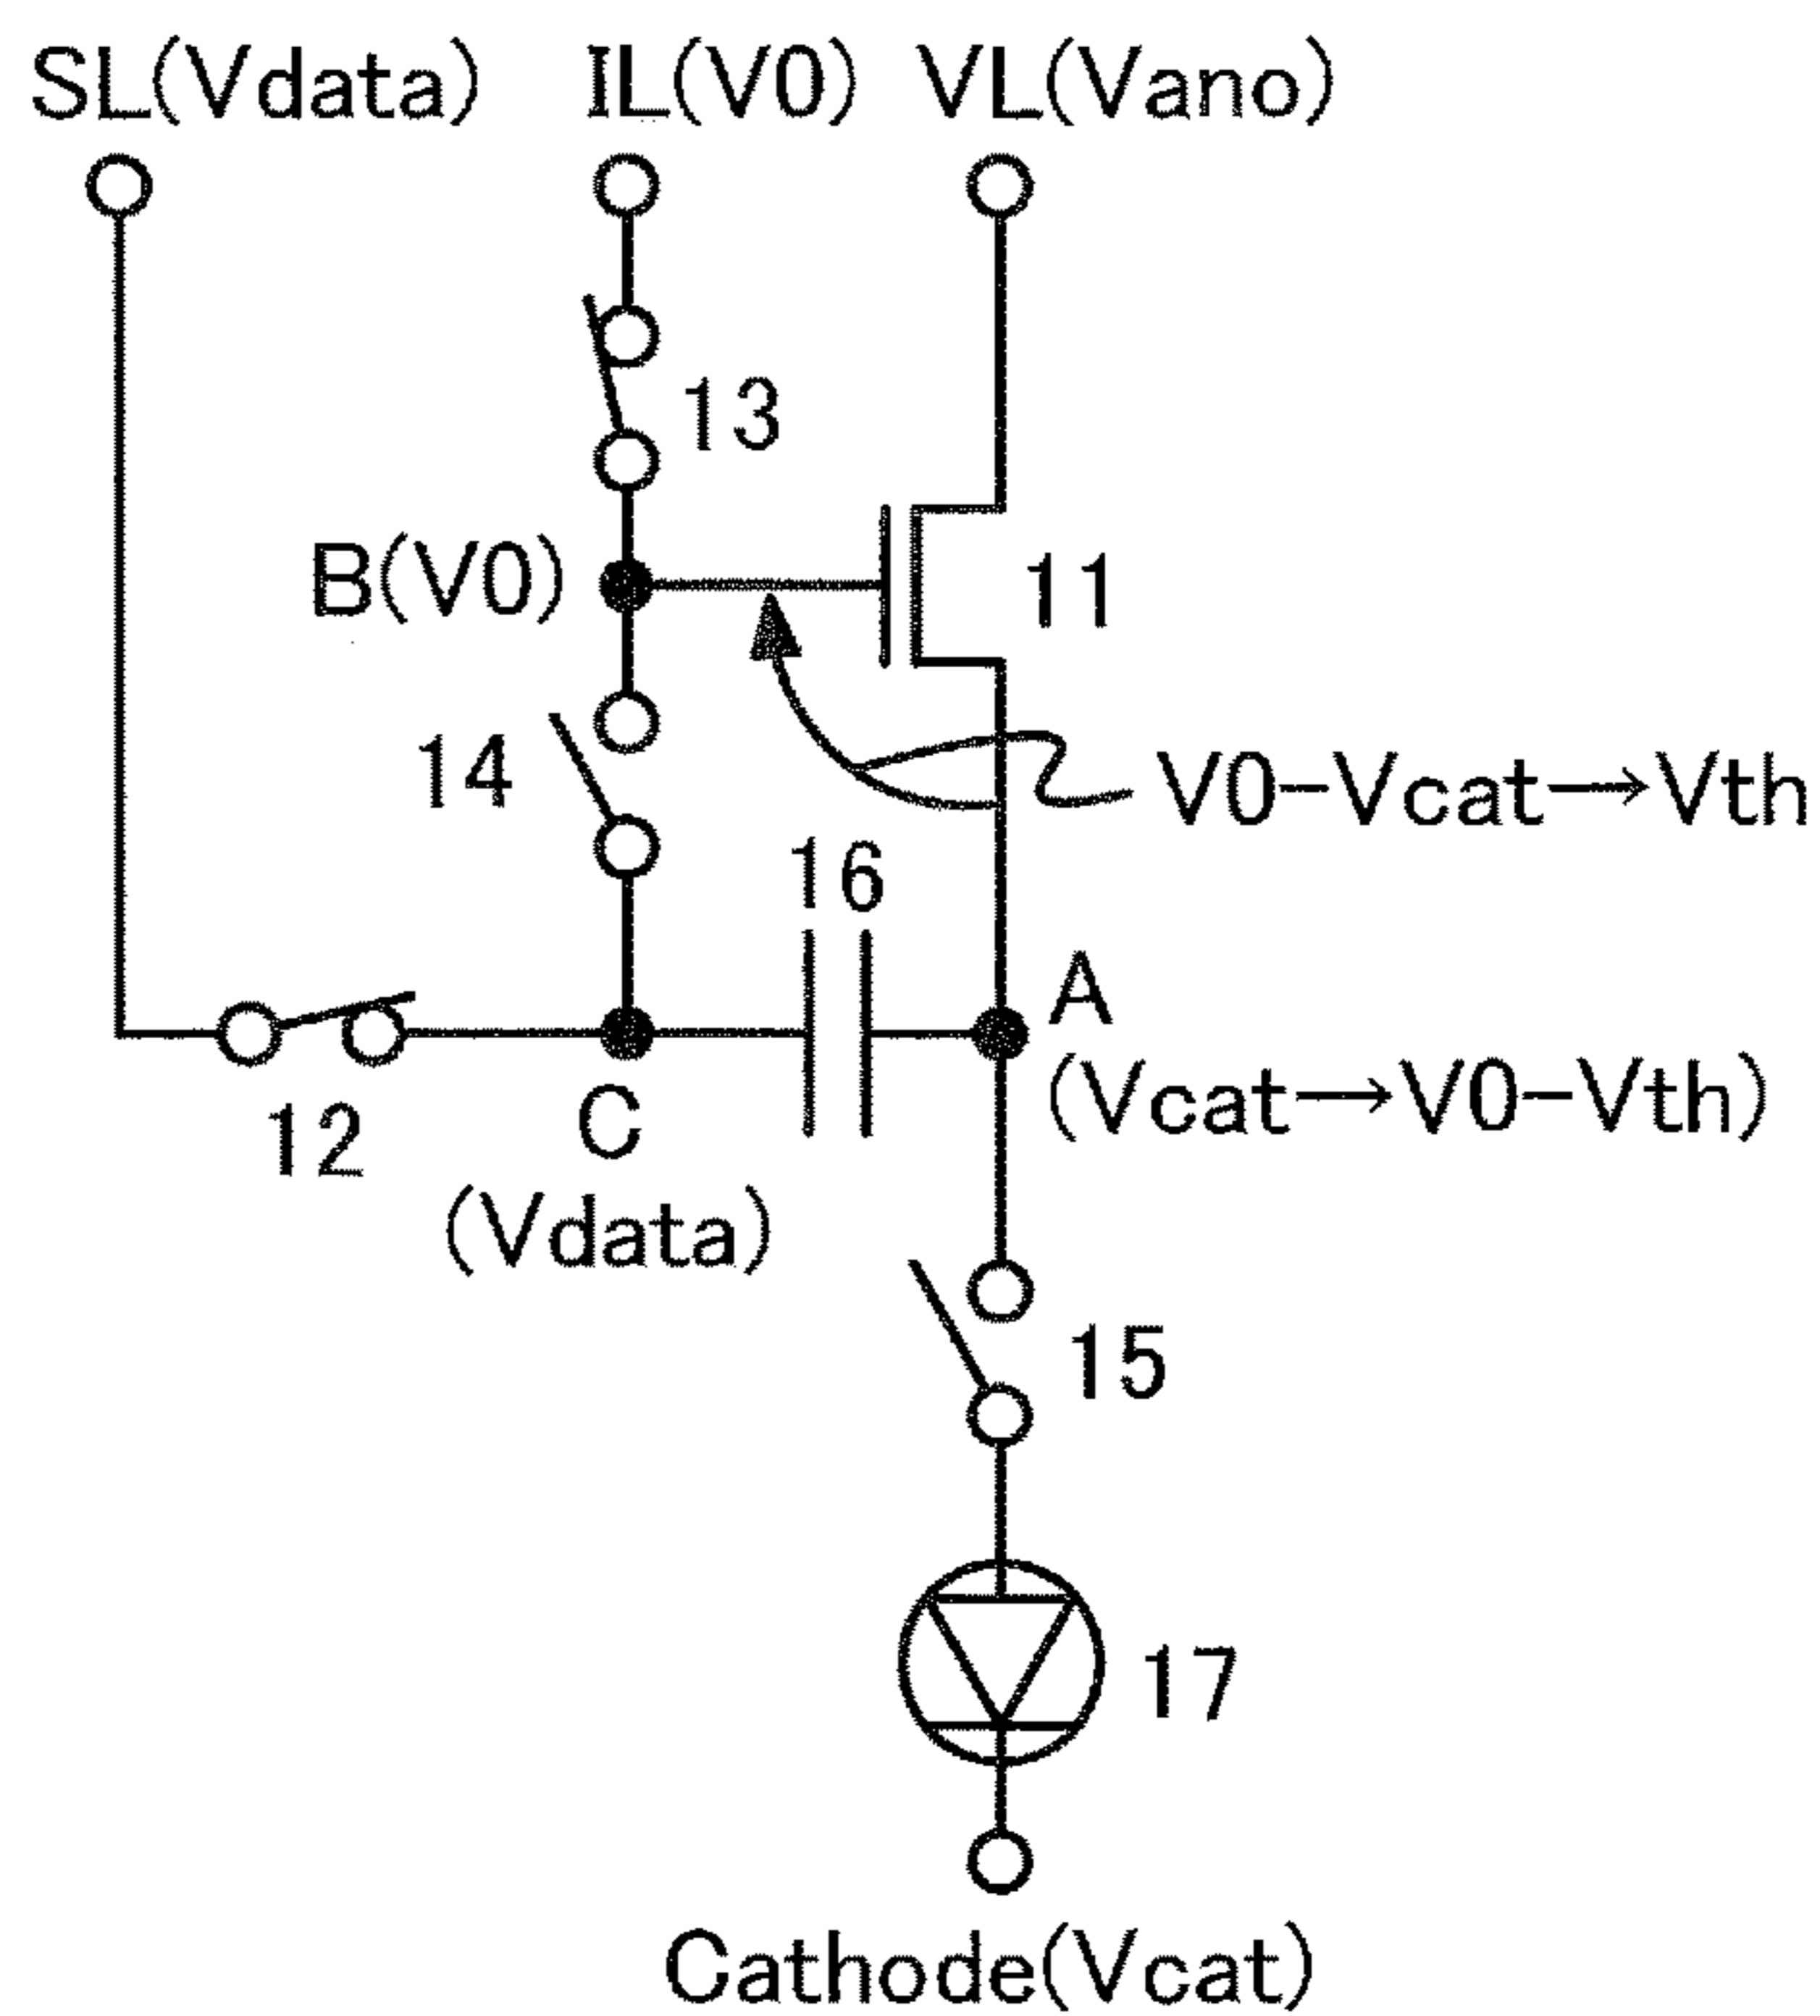 SL(Vdata) IL(V0) VL(Vano)
13
B(V0)
11
14
V0-Vcat→Vth
16
A
(Vcat→V0-Vth)
12
C
(Vdata)
15
17
Cathode(Vcat)